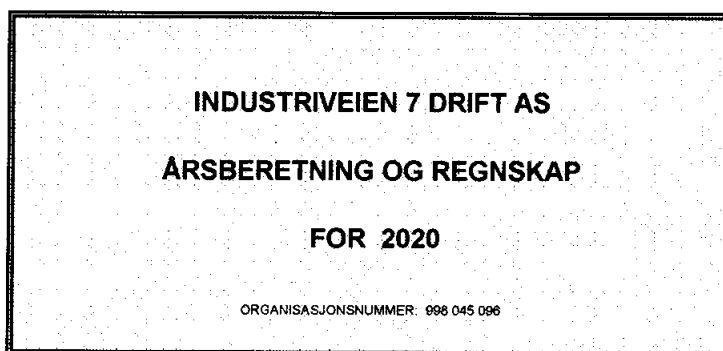 INDUSTRIVEIEN 7 DRIFT AS
ÅRSBERETNING OG REGNSKAP
FOR 2020
ORGANISASJONSNUMMER: 998 045 096